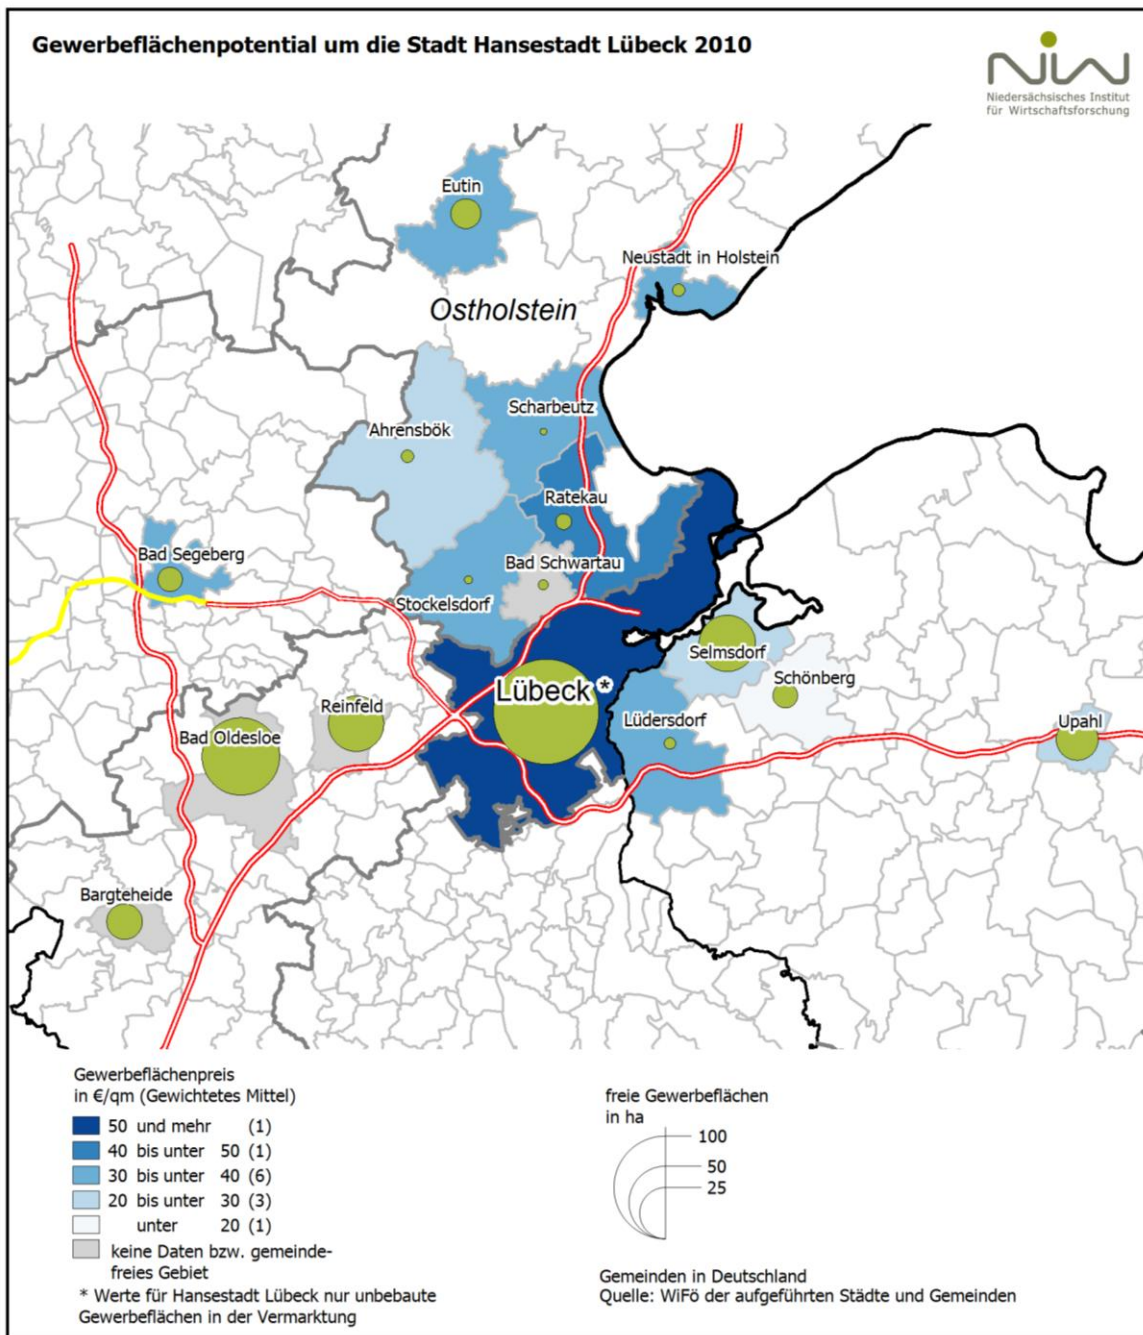 Gewerbeflächenpotential um die Stadt Hansestadt Lübeck 2010
NIW
Niedersächsisches Institut
für Wirtschaftsforschung
Eutin
Neustadt in Holstein
Ostholstein
Scharbeutz
Ahrensbök
Ratekau
Bad Segeberg
Bad Schwartau
Stockelsdorf
Selmsdorf
Schönberg
Lübeck *
Reinfeld
Lüdersdorf
Upahl
Bad Oldesloe
Bargteheide
Gewerbeflächenpreis
in €/qm (Gewichtetes Mittel)
50 und mehr (1)
40 bis unter 50 (1)
30 bis unter 40 (6)
20 bis unter 30 (3)
unter 20 (1)
keine Daten bzw. gemeinde-
freies Gebiet
* Werte für Hansestadt Lübeck nur unbebaute
Gewerbeflächen in der Vermarktung
freie Gewerbeflächen
in ha
100
50
25
Gemeinden in Deutschland
Quelle: WiFö der aufgeführten Städte und Gemeinden